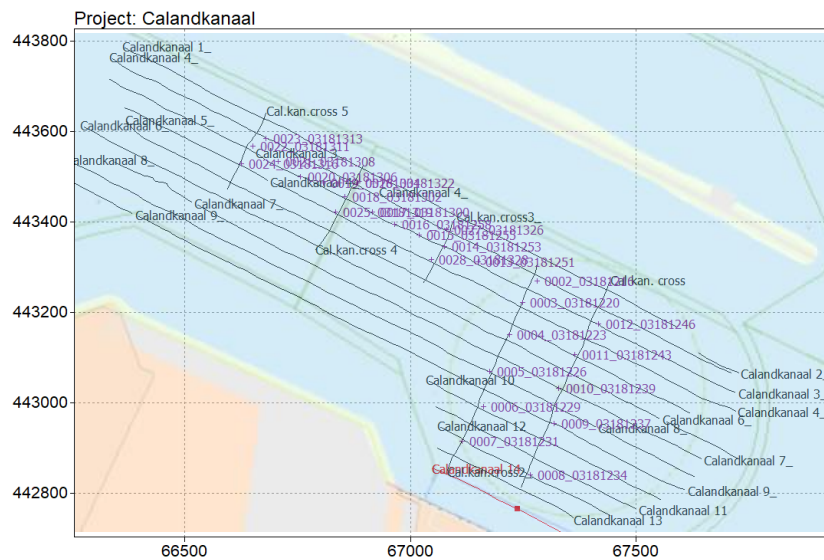 Project: Calandkanaal
443800
Calandkanaal 1_
Calandkanaal 4_
443600
Cal.kan.cross 5
Calandkanaal 5_
Calandkanaal 6_
0023_03181313
0022_03181311
Calandkanaal 3_
Calandkanaal 8_
0020_03181306
Calandkanaal 4_
0018_03181302
Calandkanaal 7_
443400
Calandkanaal 9_
Cal.kan.cross3_
Cal.kan.cross 4
0014_03181253
0028_03181328
0013_03181251
Cal.kan. cross
443200
0003_03181220
0012_03181246
0004_03181223
0011_03181243
0005_03181226
Calandkanaal 2_
Calandkanaal 10
0010_03181239
Calandkanaal 3_
443000
0006_03181229
Calandkanaal 4_
Calandkanaal 6_
Calandkanaal 12
0009_03181237
Calandkanaal 8_
0007_03181231
Calandkanaal 7_
Calandkanaal 14
Cal.kan.cross2
0008_03181234
442800
Calandkanaal 9_
Calandkanaal 11
Calandkanaal 13
66500
67000
67500